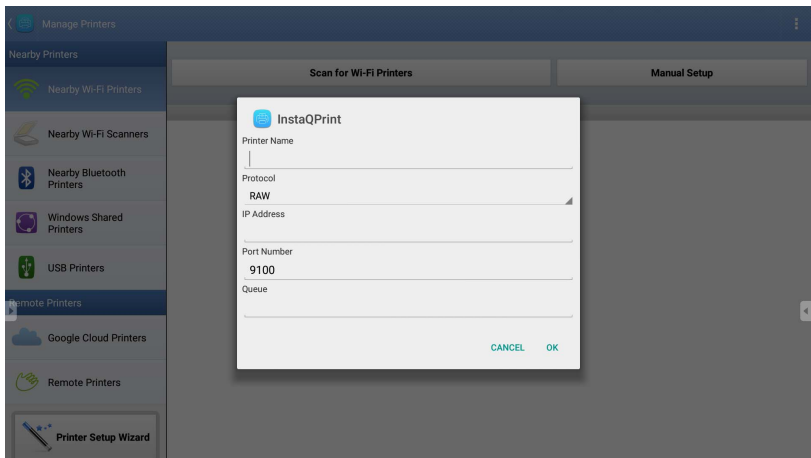 Manage Printers
Nearby Printers
Nearby Wi-Fi Printers
Nearby Wi-Fi Scanners
Nearby Bluetooth
Printers
Windows Shared
Printers
USB Printers
Remote Printers
Google Cloud Printers
Remote Printers
Printer Setup Wizard
Scan for Wi-Fi Printers
Manual Setup
InstaQPrint
Printer Name
Protocol
RAW
IP Address
Port Number
9100
Queue
CANCEL OK